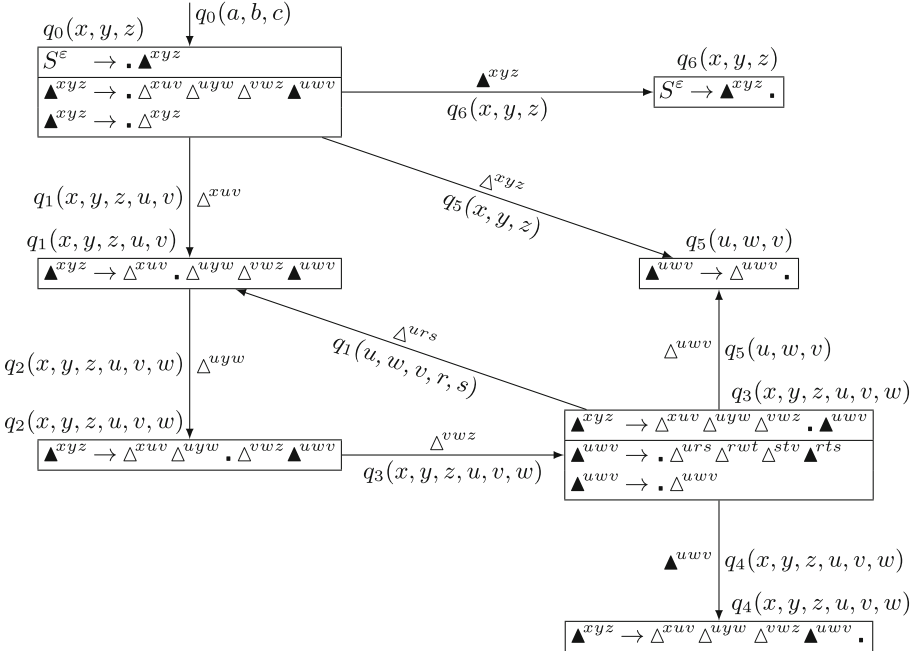 q₀(a, b, c)
q₀(x, y, z)
Sᵋ → . ▲ˣʸᶻ
▲ˣʸᶻ → . △ˣᵘᵛ △ᵘʸʷ △ᵛʷᶻ ▲ᵘʷᵛ
▲ˣʸᶻ → . △ˣʸᶻ
▲ˣʸᶻ
q₆(x, y, z)
q₆(x, y, z)
Sᵋ → ▲ˣʸᶻ .
q₁(x, y, z, u, v) △ˣᵘᵛ
△ˣʸᶻ
q₅(x, y, z)
q₁(x, y, z, u, v)
▲ˣʸᶻ → △ˣᵘᵛ . △ᵘʸʷ △ᵛʷᶻ ▲ᵘʷᵛ
q₅(u, w, v)
▲ᵘʷᵛ → △ᵘʷᵛ .
q₂(x, y, z, u, v, w) △ᵘʸʷ
△ᵘʳˢ
q₁(u, w, v, r, s)
△ᵘʷᵛ q₅(u, w, v)
q₂(x, y, z, u, v, w)
▲ˣʸᶻ → △ˣᵘᵛ △ᵘʸʷ . △ᵛʷᶻ ▲ᵘʷᵛ
△ᵛʷᶻ
q₃(x, y, z, u, v, w)
q₃(x, y, z, u, v, w)
▲ˣʸᶻ → △ˣᵘᵛ △ᵘʸʷ △ᵛʷᶻ . ▲ᵘʷᵛ
▲ᵘʷᵛ → . △ᵘʳˢ △ʳʷᵗ △ˢᵗᵛ ▲ʳᵗˢ
▲ᵘʷᵛ → . △ᵘʷᵛ
▲ᵘʷᵛ q₄(x, y, z, u, v, w)
q₄(x, y, z, u, v, w)
▲ˣʸᶻ → △ˣᵘᵛ △ᵘʸʷ △ᵛʷᶻ ▲ᵘʷᵛ .